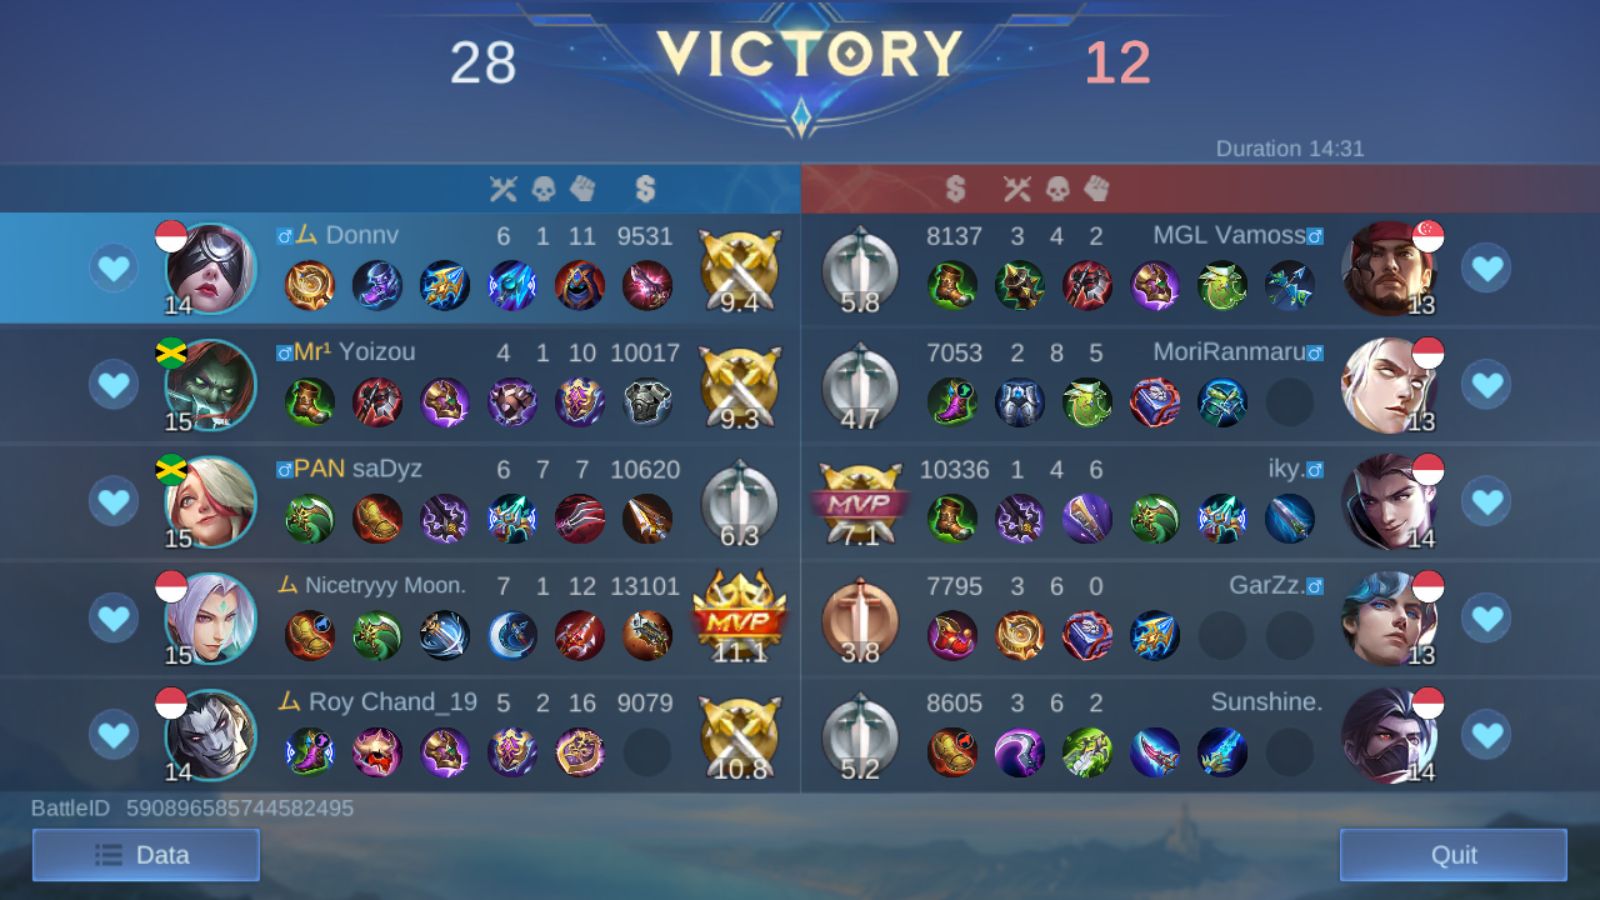 28 VICTORY 12
Duration 14:31
ム Donnv 6 1 11 9531
14 9.4
5.8 8137 3 4 2 MGL Vamoss
13
Mr¹ Yoizou 4 1 10 10017
15 9.3
4.7 7053 2 8 5 MoriRanmaru
13
PAN saDyz 6 7 7 10620
15 6.3
MVP 10336 1 4 6 iky.
7.1 14
ム Nicetryyy Moon. 7 1 12 13101
MVP
15 11.1
7795 3 6 0 GarZz.
3.8 13
ム Roy Chand_19 5 2 16 9079
14 10.8
8605 3 6 2 Sunshine.
5.2 14
BattleID 590896585744582495
Data
Quit